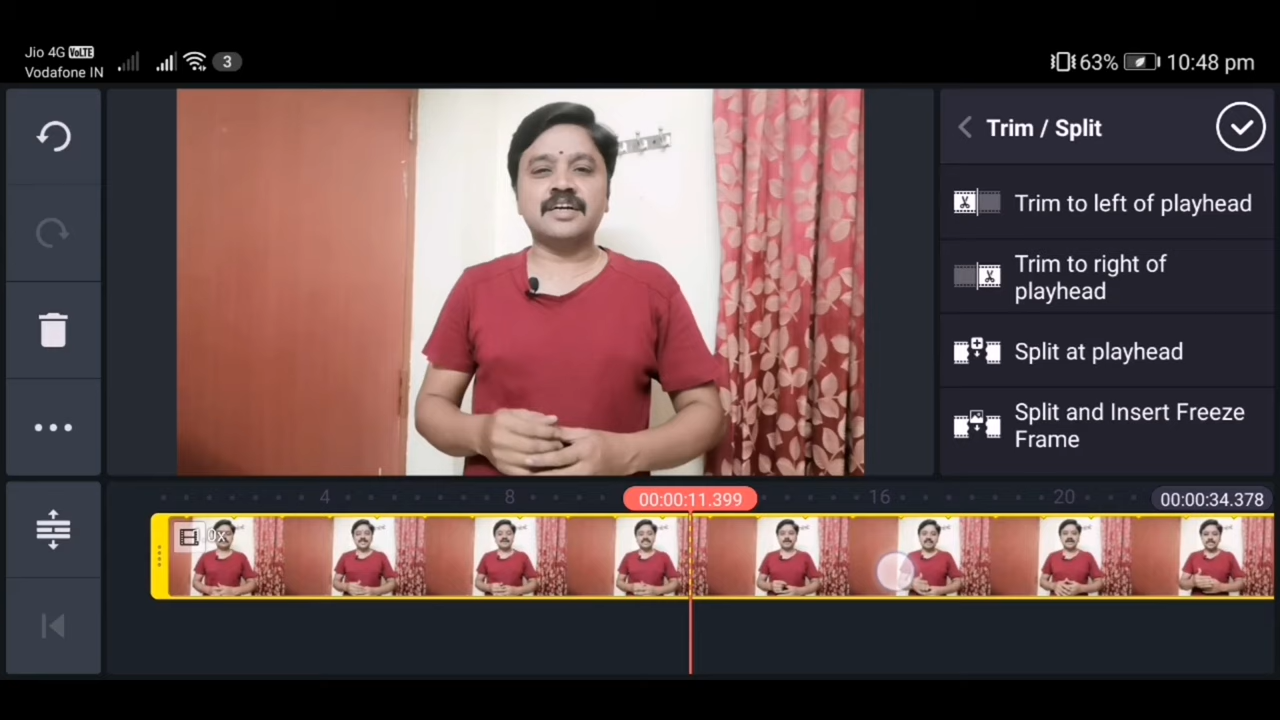 Jio 4G VoLTE
Vodafone IN
3
63%
10:48 pm
Trim / Split
Trim to left of playhead
Trim to right of
playhead
Split at playhead
Split and Insert Freeze
Frame
4
8
00:00:11.399
16
20
00:00:34.378